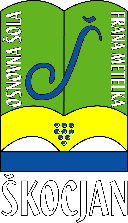 OSNOVNA ŠOLA
FRANA METELKA
Š
ŠKOCJAN